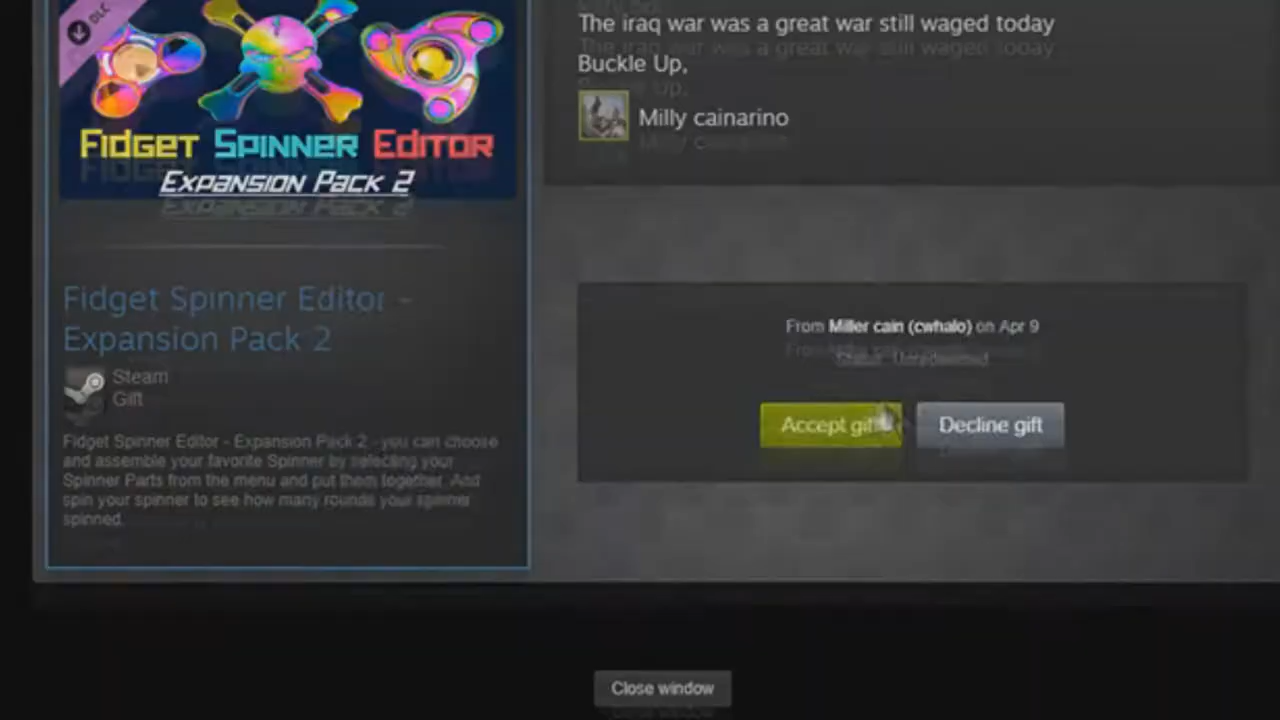 DLC
FIDGET SPINNER EDITOR
EXPANSION PACK 2
Fidget Spinner Editor -
Expansion Pack 2
Steam
Gift
Fidget Spinner Editor - Expansion Pack 2 - you can choose
and assemble your favorite Spinner by selecting your
Spinner Parts from the menu and put them together. And
spin your spinner to see how many rounds your spinner
spinned.
The iraq war was a great war still waged today
Buckle Up,
Milly cainarino
From Miller cain (cwhalo) on Apr 9
Status: Unredeemed
Accept gift
Decline gift
Close window